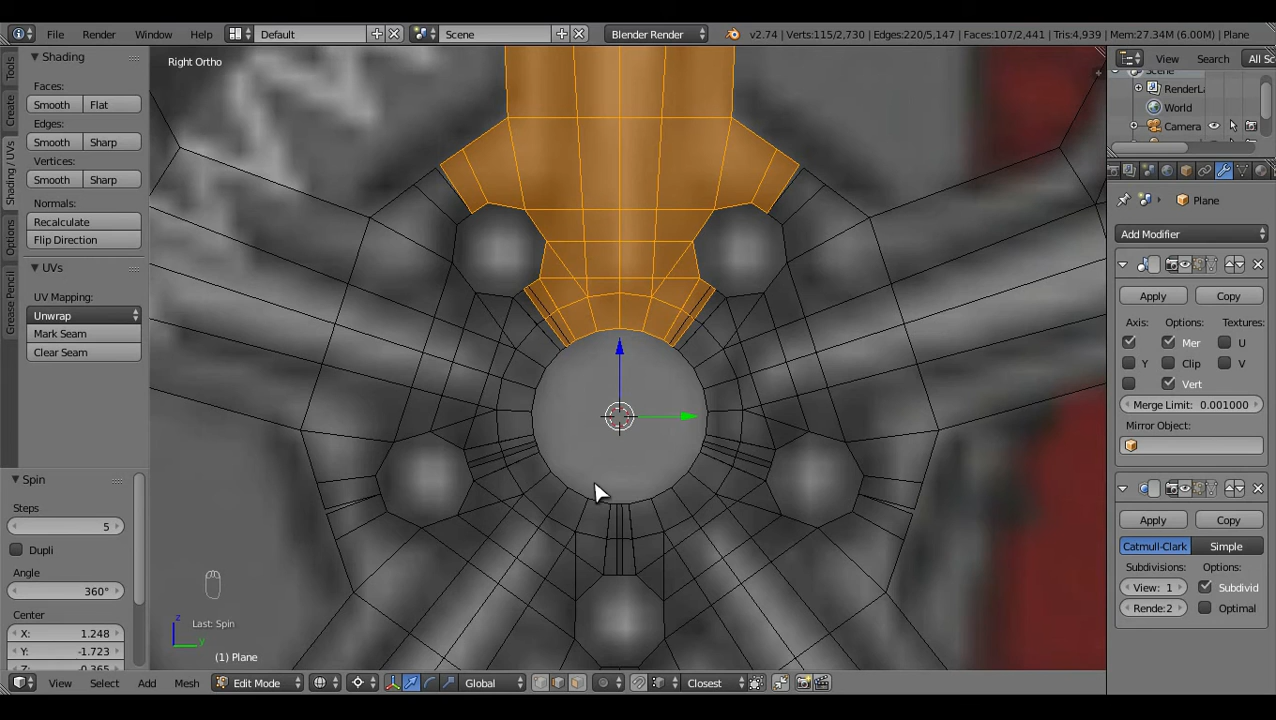 File Render Window Help Default Scene Blender Render v2.74 | Verts:115/2,730 | Edges:220/5,147 | Faces:107/2,441 | Tris:4,939 | Mem:27.34M (6.00M) | Plane
Tools
Create
Shading / UVs
Options
Grease Pencil
Shading
Faces:
Smooth Flat
Edges:
Smooth Sharp
Vertices:
Smooth Sharp
Normals:
Recalculate
Flip Direction
UVs
UV Mapping:
Unwrap
Mark Seam
Clear Seam
Spin
Steps
5
Dupli
Angle
360°
Center
X: 1.248
Y: -1.723
Z: -0.365
Right Ortho
Last: Spin
z
y
(1) Plane
View Select Add Mesh Edit Mode Global Closest
View Search All Sc
Scene
RenderLa
World
Camera
Plane
Add Modifier
Apply Copy
Axis: Options: Textures:
Mer U
Y Clip V
Vert
Merge Limit: 0.001000
Mirror Object:
Apply Copy
Catmull-Clark Simple
Subdivisions: Options:
View: 1 Subdivid
Rende:2 Optimal